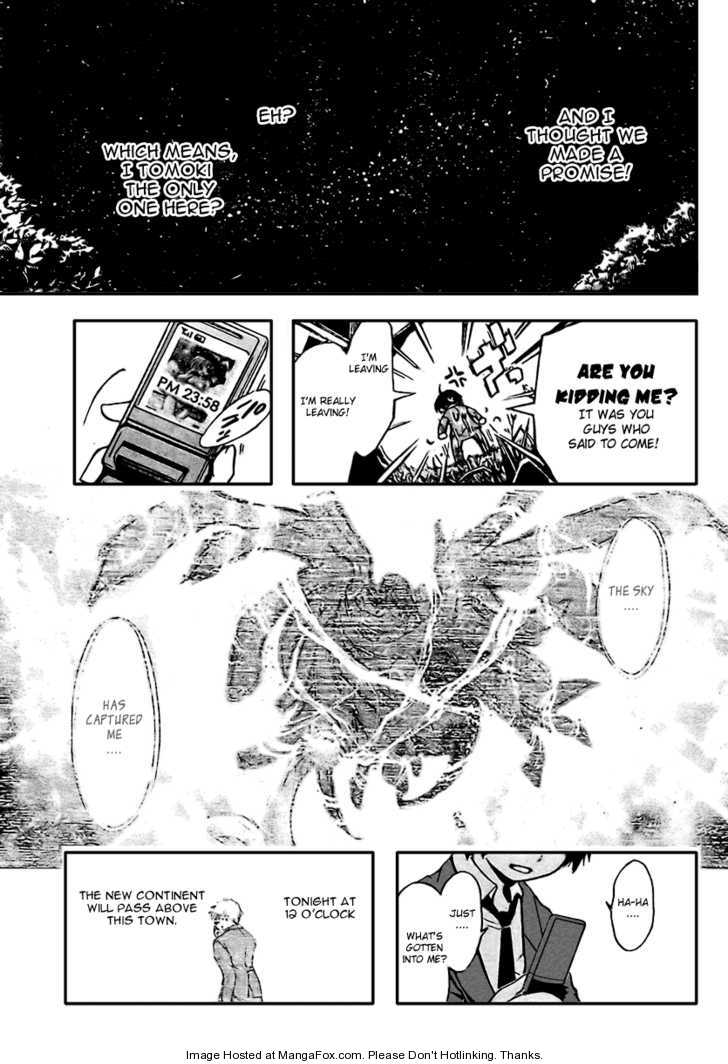 AND I
THOUGHT WE
MADE A
PROMISE!
EH?
WHICH MEANS,
I TOMOKI
THE ONLY
ONE HERE?
ARE YOU
KIDDING ME?
IT WAS YOU
GUYS WHO
SAID TO COME!
I'M
LEAVING
I'M REALLY
LEAVING!
PM 23:58
THE SKY
....
HAS
CAPTURED
ME
....
HA-HA
....
JUST
....
WHAT'S
GOTTEN
INTO ME?
TONIGHT AT
12 O'CLOCK
THE NEW CONTINENT
WILL PASS ABOVE
THIS TOWN.
Image Hosted at MangaFox.com. Please Don't Hotlinking. Thanks.